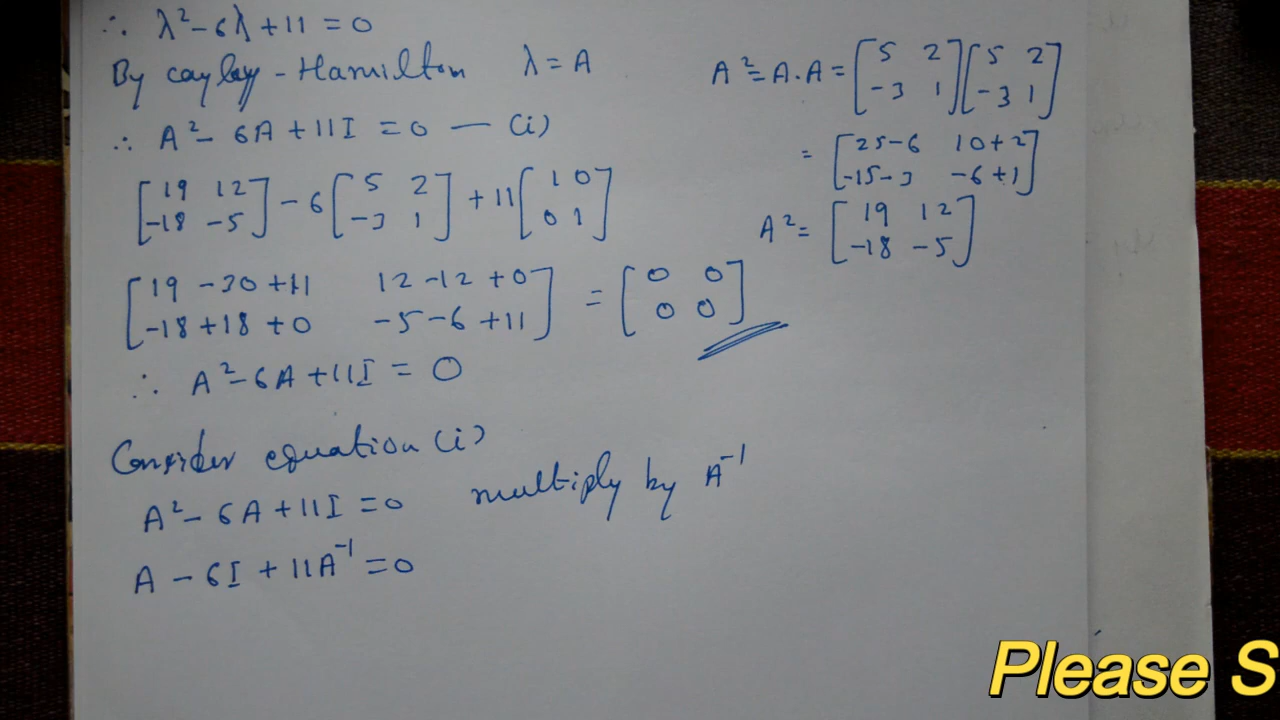 ∴ λ²-6λ+11=0
By cayley-Hamilton λ=A
∴ A²-6A+11I=0 — (i)
[19 12] -6 [5 2] +11 [1 0]
[-18 -5] [-3 1] [0 1]
[19-30+11 12-12+0] = [0 0]
[-18+18+0 -5-6+11] [0 0]
∴ A²-6A+11I=0
Consider equation (i)
A²-6A+11I=0 multiply by A⁻¹
A-6I+11A⁻¹=0
A²=A.A= [5 2] [5 2]
[-3 1] [-3 1]
= [25-6 10+2]
[-15-3 -6+1]
A²= [19 12]
[-18 -5]
Please S